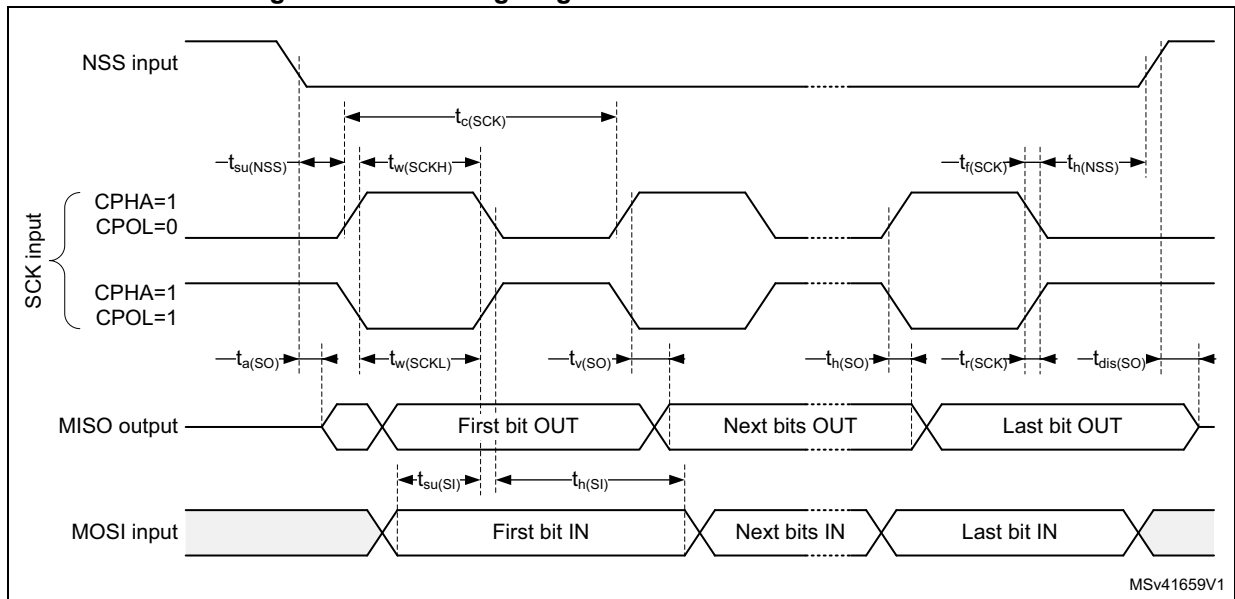 NSS input
tc(SCK)
tsu(NSS) tw(SCKH) tf(SCK) th(NSS)
SCK input
CPHA=1
CPOL=0
CPHA=1
CPOL=1
ta(SO) tw(SCKL) tv(SO) th(SO) tr(SCK) tdis(SO)
MISO output First bit OUT Next bits OUT Last bit OUT
tsu(SI) th(SI)
MOSI input First bit IN Next bits IN Last bit IN
MSv41659V1